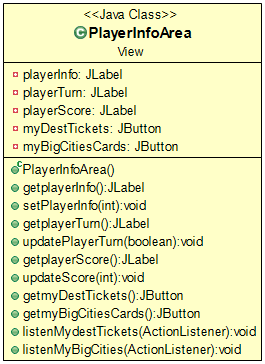 <<Java Class>>
PlayerInfoArea
View
playerInfo: JLabel
playerTurn: JLabel
playerScore: JLabel
myDestTickets: JButton
myBigCitiesCards: JButton
PlayerInfoArea()
getplayerInfo():JLabel
setPlayerInfo(int):void
getplayerTurn():JLabel
updatePlayerTurn(boolean):void
getplayerScore():JLabel
updateScore(int):void
getmyDestTickets():JButton
getmyBigCitiesCards():JButton
listenMydestTickets(ActionListener):void
listenMyBigCities(ActionListener):void